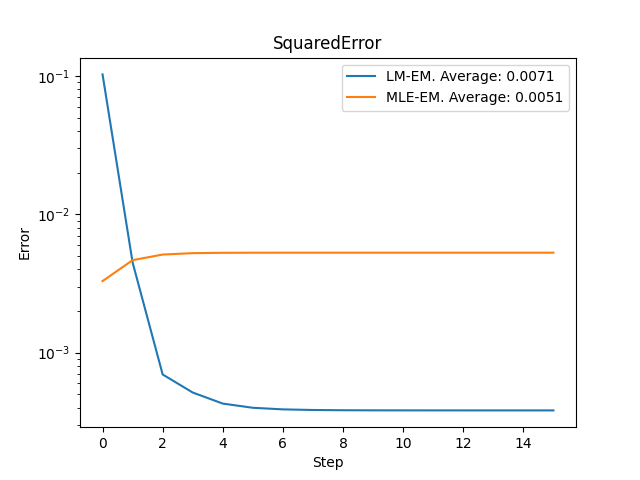 SquaredError
LM-EM. Average: 0.0071
MLE-EM. Average: 0.0051
10⁻¹
10⁻²
10⁻³
Error
0 2 4 6 8 10 12 14
Step